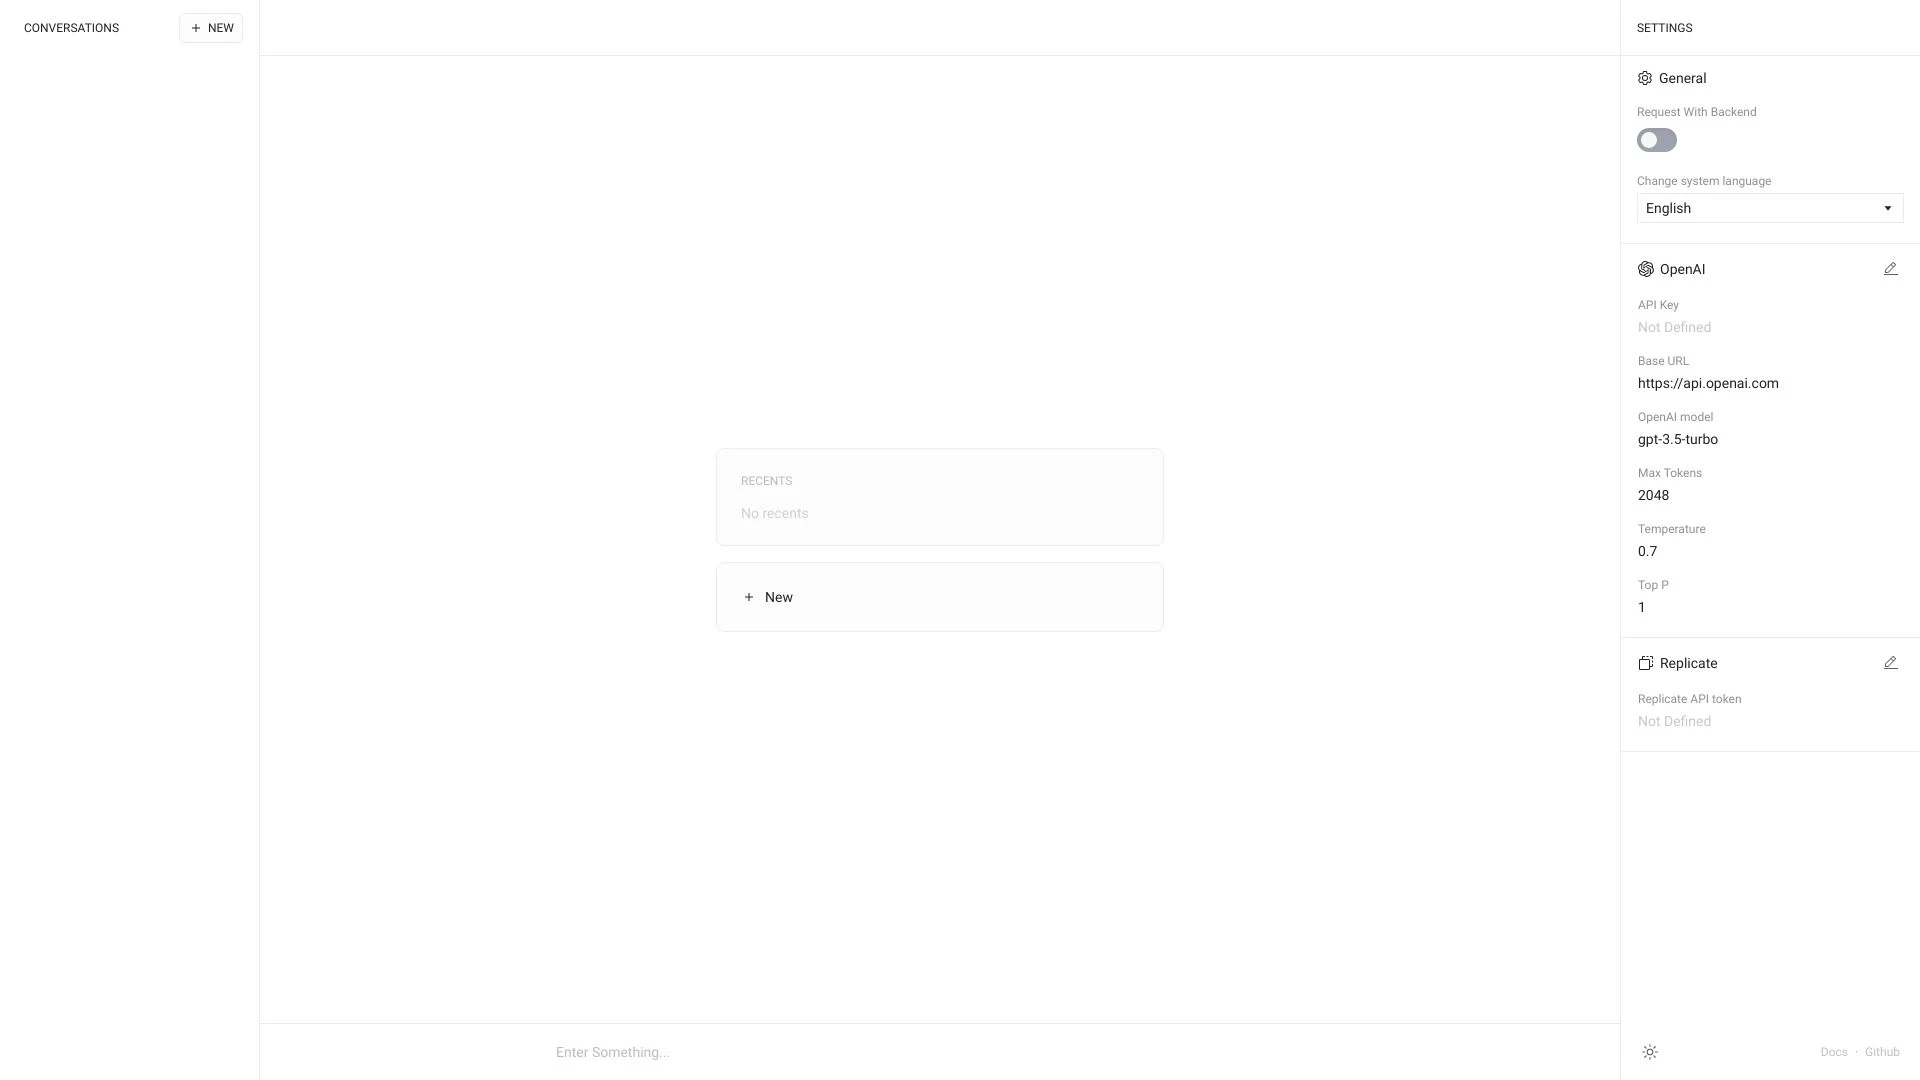 CONVERSATIONS
NEW
RECENTS
No recents
New
Enter Something...
SETTINGS
General
Request With Backend
Change system language
English
OpenAI
API Key
Not Defined
Base URL
https://api.openai.com
OpenAI model
gpt-3.5-turbo
Max Tokens
2048
Temperature
0.7
Top P
1
Replicate
Replicate API token
Not Defined
Docs · Github